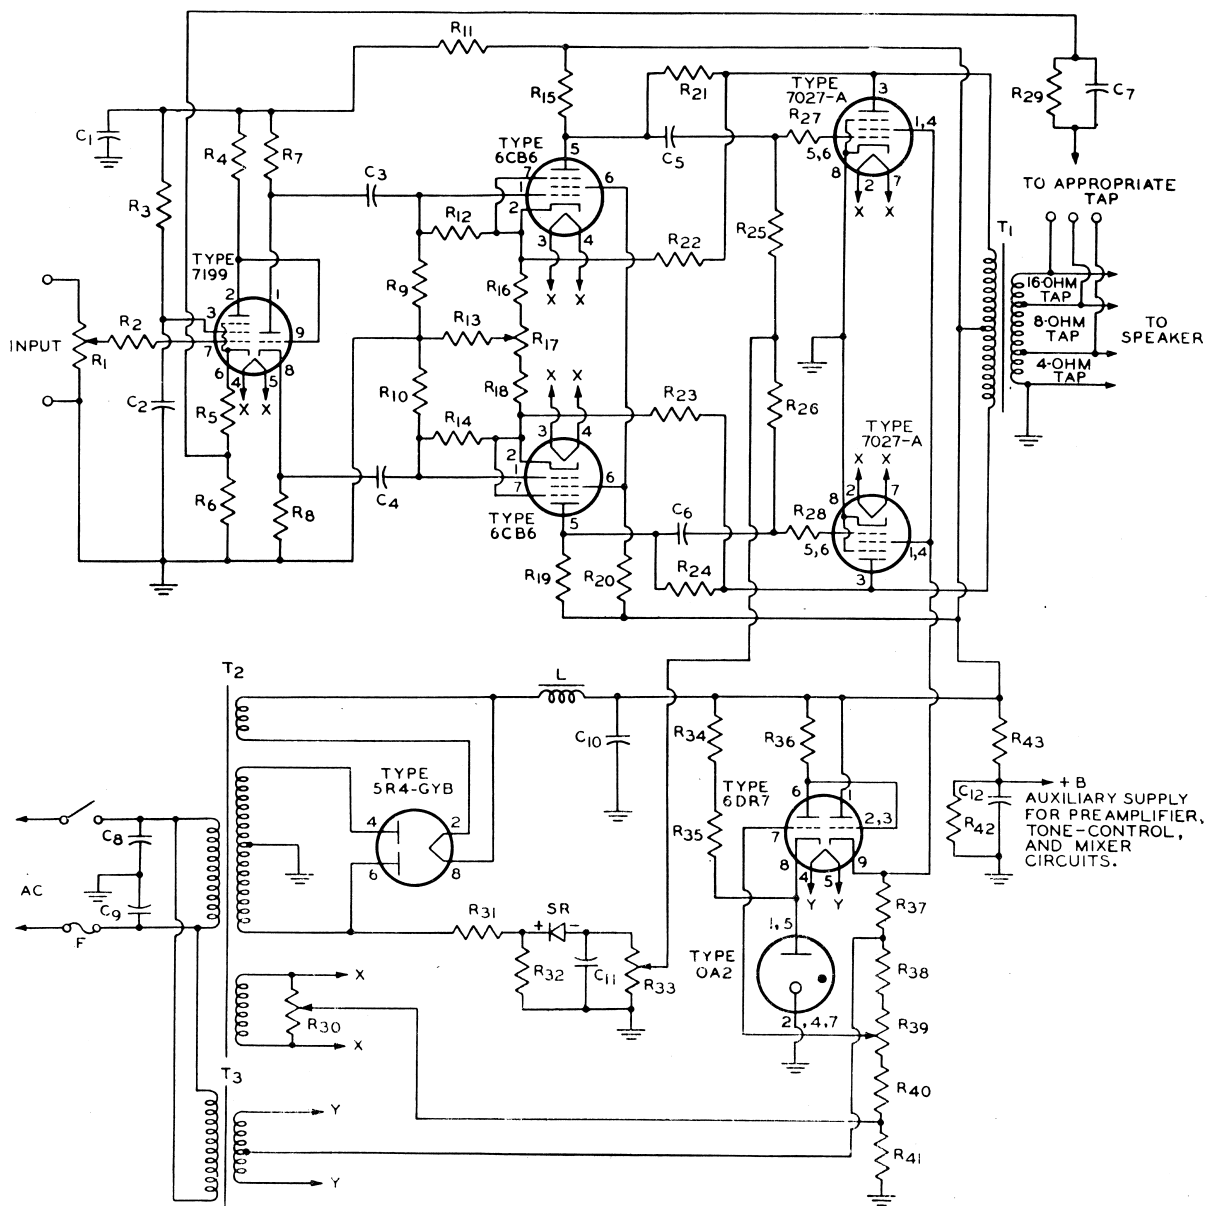 R11
R29
C7
TYPE
7027-A
R21
R15
C1
R4
R7
TYPE
6CB6
C5
R27
3
1,4
5,6
8
2
7
X
X
C3
5
7
1
2
6
3
4
X
X
R3
R12
R22
R25
TO APPROPRIATE
TAP
T1
TYPE
7199
2
1
3
7
9
6
4
5
8
X
X
R9
R16
16-OHM
TAP
INPUT
R1
R2
R13
R17
8-OHM
TAP
TO
SPEAKER
4-OHM
TAP
C2
R5
R10
R18
X
X
R23
R26
R14
3
4
2
1
7
6
5
TYPE
7027-A
X
X
R6
R8
C4
TYPE
6CB6
C6
R28
8
2
7
5,6
1,4
3
R19
R20
R24
T2
L
C10
R34
R36
R43
TYPE
5R4-GYB
4
6
2
8
TYPE
6DR7
6
1
7
2,3
8
4
5
9
Y
Y
R35
C12
R42
+B
AUXILIARY SUPPLY
FOR PREAMPLIFIER,
TONE-CONTROL,
AND MIXER
CIRCUITS.
AC
C8
C9
F
R31
SR
+
-
R32
C11
R33
TYPE
OA2
1,5
2,4,7
R37
R38
R39
R40
R41
X
R30
X
T3
Y
Y